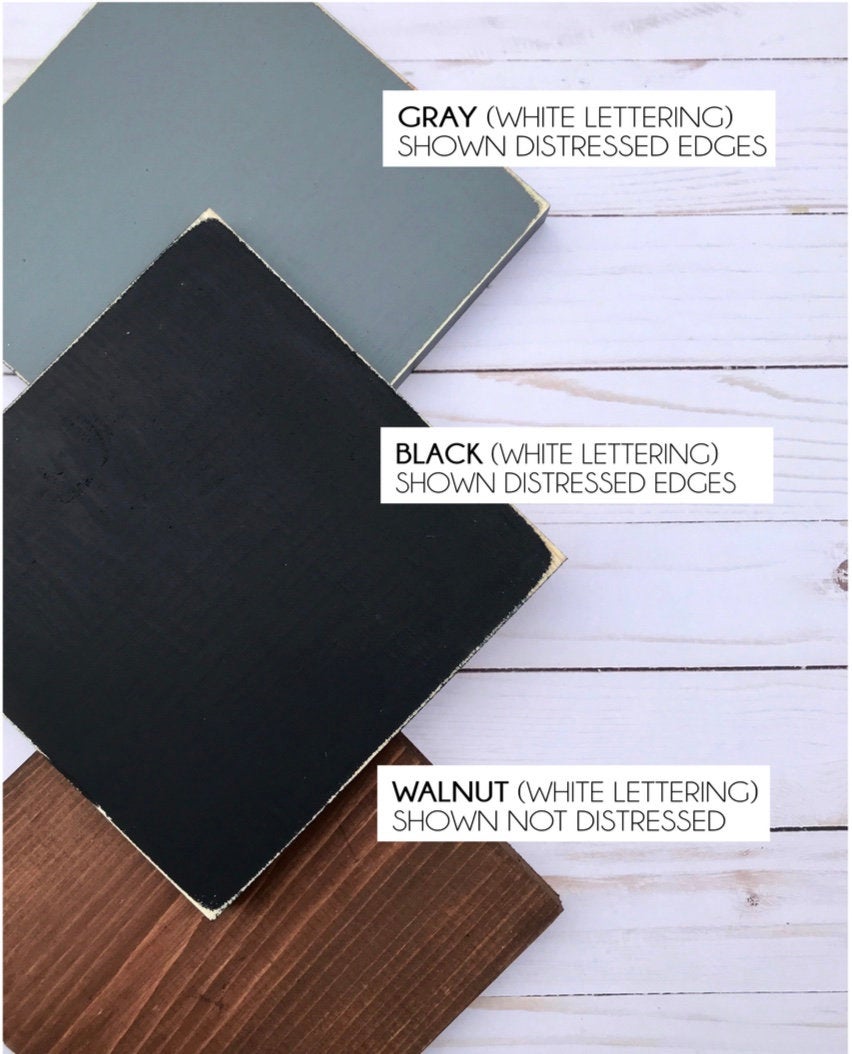 GRAY (WHITE LETTERING)
SHOWN DISTRESSED EDGES
BLACK (WHITE LETTERING)
SHOWN DISTRESSED EDGES
WALNUT (WHITE LETTERING)
SHOWN NOT DISTRESSED